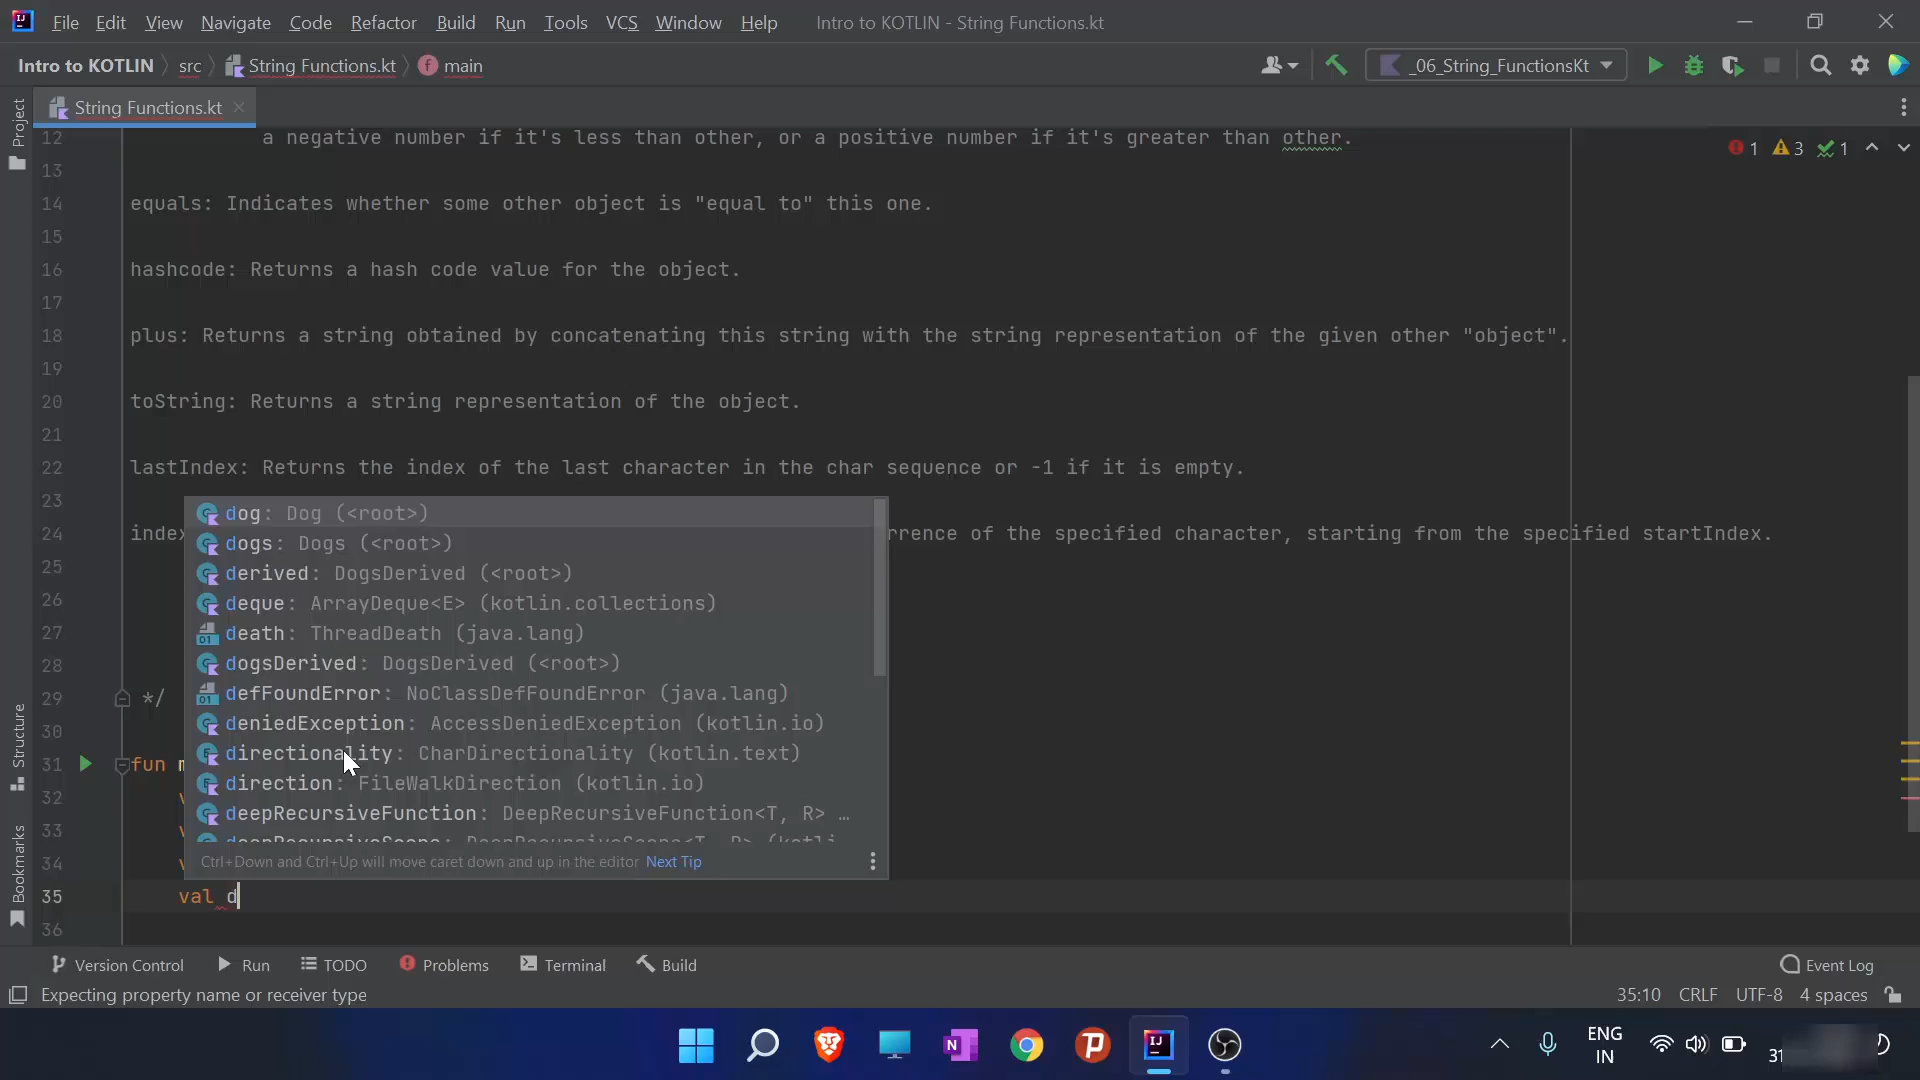 File Edit View Navigate Code Refactor Build Run Tools VCS Window Help Intro to KOTLIN - String Functions.kt
Intro to KOTLIN src String Functions.kt main _06_String_FunctionsKt
Project
String Functions.kt
12 a negative number if it's less than other, or a positive number if it's greater than other.
1 3 1
13
14 equals: Indicates whether some other object is "equal to" this one.
15
16 hashcode: Returns a hash code value for the object.
17
18 plus: Returns a string obtained by concatenating this string with the string representation of the given other "object".
19
20 toString: Returns a string representation of the object.
21
22 lastIndex: Returns the index of the last character in the char sequence or -1 if it is empty.
23
24 index rrence of the specified character, starting from the specified startIndex.
25
26
27
28
29 */
30
31 fun
32
33
34
35 val d
36
dog: Dog (<root>)
dogs: Dogs (<root>)
derived: DogsDerived (<root>)
deque: ArrayDeque<E> (kotlin.collections)
death: ThreadDeath (java.lang)
dogsDerived: DogsDerived (<root>)
defFoundError: NoClassDefFoundError (java.lang)
deniedException: AccessDeniedException (kotlin.io)
directionality: CharDirectionality (kotlin.text)
direction: FileWalkDirection (kotlin.io)
deepRecursiveFunction: DeepRecursiveFunction<T, R> …
Ctrl+Down and Ctrl+Up will move caret down and up in the editor Next Tip
Structure
Bookmarks
Version Control Run TODO Problems Terminal Build Event Log
Expecting property name or receiver type 35:10 CRLF UTF-8 4 spaces
ENG
IN
31